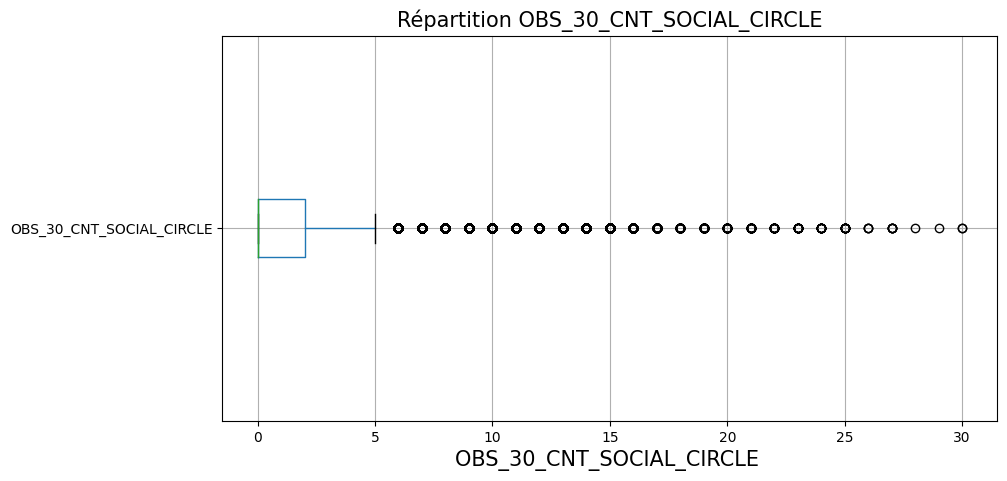 Répartition OBS_30_CNT_SOCIAL_CIRCLE
OBS_30_CNT_SOCIAL_CIRCLE
0 5 10 15 20 25 30
OBS_30_CNT_SOCIAL_CIRCLE